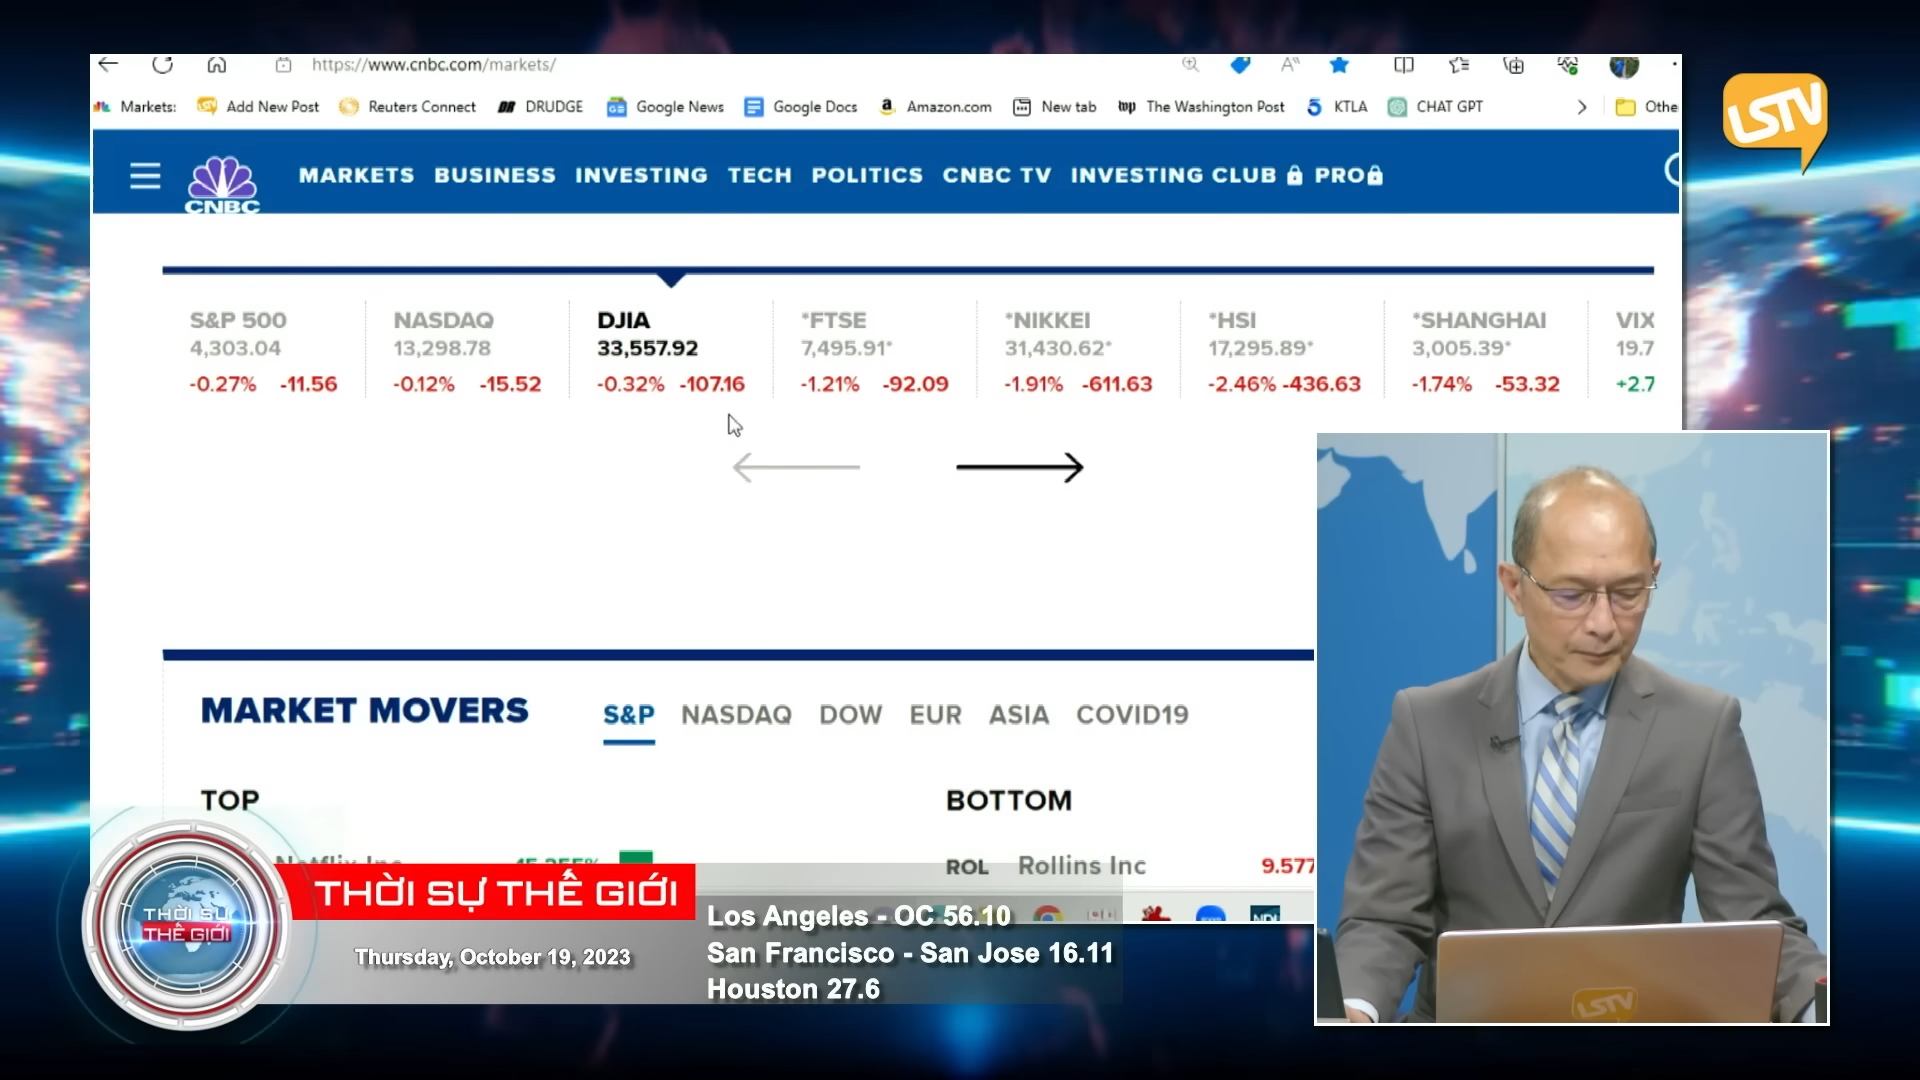 https://www.cnbc.com/markets/
Markets: Add New Post Reuters Connect DRUDGE Google News Google Docs Amazon.com New tab wp The Washington Post KTLA CHAT GPT Othe
LSTV
CNBC MARKETS BUSINESS INVESTING TECH POLITICS CNBC TV INVESTING CLUB PRO
S&P 500 NASDAQ DJIA *FTSE *NIKKEI *HSI *SHANGHAI VIX
4,303.04 13,298.78 33,557.92 7,495.91* 31,430.62* 17,295.89* 3,005.39* 19.7
-0.27% -11.56 -0.12% -15.52 -0.32% -107.16 -1.21% -92.09 -1.91% -611.63 -2.46% -436.63 -1.74% -53.32 +2.7
MARKET MOVERS S&P NASDAQ DOW EUR ASIA COVID19
TOP BOTTOM
Netflix Inc ROL Rollins Inc 9.577
THỜI SỰ THẾ GIỚI
THỜI SỰ
THẾ GIỚI
Thursday, October 19, 2023
Los Angeles - OC 56.10
San Francisco - San Jose 16.11
Houston 27.6
LSTV